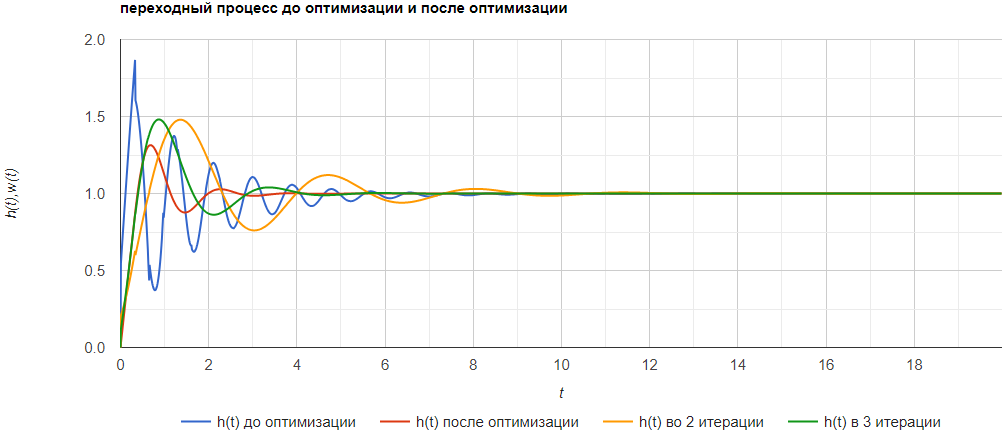 переходный процесс до оптимизации и после оптимизации
2.0
1.5
1.0
0.5
0.0
h(t),w(t)
0 2 4 6 8 10 12 14 16 18
t
h(t) до оптимизации h(t) после оптимизации h(t) во 2 итерации h(t) в 3 итерации